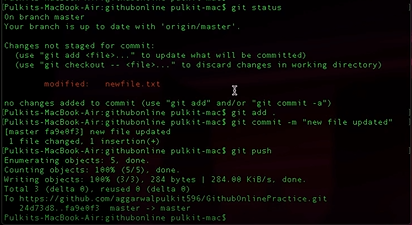 Pulkits-MacBook-Air:githubonline pulkit-mac$ git status
On branch master
Your branch is up to date with 'origin/master'.
Changes not staged for commit:
(use "git add <file>..." to update what will be committed)
(use "git checkout -- <file>..." to discard changes in working directory)
modified: newfile.txt
no changes added to commit (use "git add" and/or "git commit -a")
Pulkits-MacBook-Air:githubonline pulkit-mac$ git add .
Pulkits-MacBook-Air:githubonline pulkit-mac$ git commit -m "new file updated"
[master fa9e0f3] new file updated
1 file changed, 1 insertion(+)
Pulkits-MacBook-Air:githubonline pulkit-mac$ git push
Enumerating objects: 5, done.
Counting objects: 100% (5/5), done.
Writing objects: 100% (3/3), 284 bytes | 284.00 KiB/s, done.
Total 3 (delta 0), reused 0 (delta 0)
To https://github.com/aggarwalpulkit596/GithubOnlinePractice.git
24d73d8..fa9e0f3 master -> master
Pulkits-MacBook-Air:githubonline pulkit-mac$